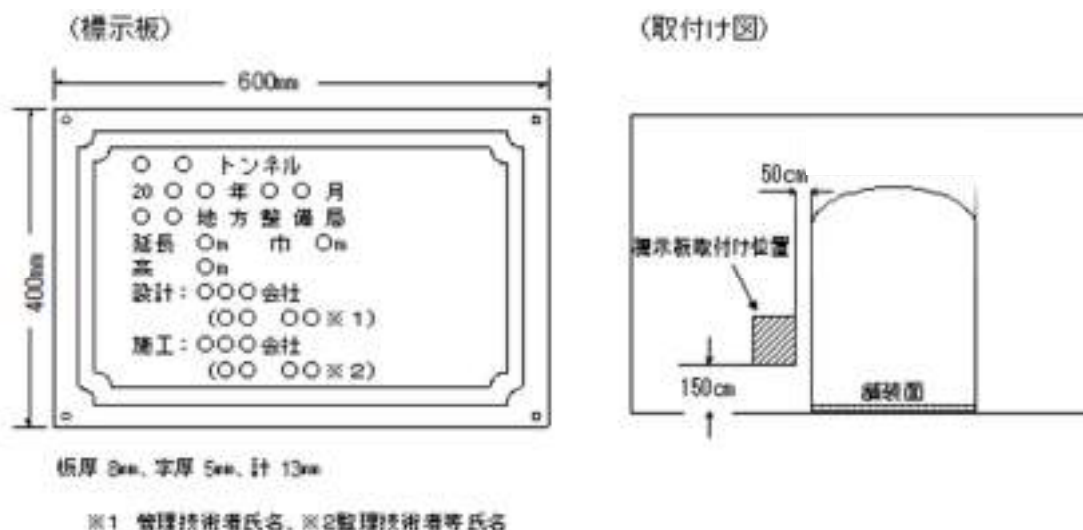 (標示板)
600mm
400mm
○ ○ トンネル
20 ○ ○ 年 ○ ○ 月
○ ○ 地 方 整 備 局
延長 ○m 巾 ○m
高 ○m
設計：○○○会社
(○○ ○○※1)
施工：○○○会社
(○○ ○○※2)
板厚 8mm、字厚 5mm、計 13mm
※1 管理技術者氏名、※2監理技術者等氏名
(取付け図)
50cm
標示板取付け位置
150cm
舗装面